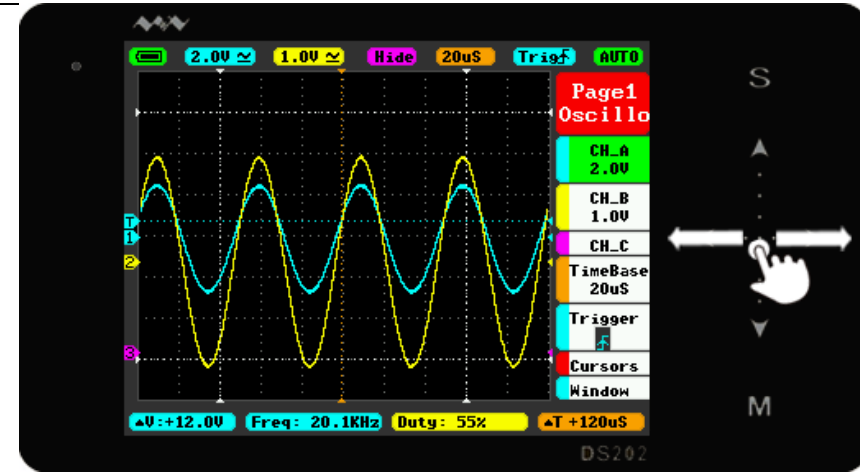 2.0V ≃ 1.0V ≃ Hide 20uS Trig AUTO
Page1
Oscillo
CH_A
2.0V
CH_B
1.0V
CH_C
TimeBase
20uS
Trigger
Cursors
Window
T
1
2
3
▲V:+12.0V Freq: 20.1KHz Duty: 55% ▲T +120uS
S
M
DS202